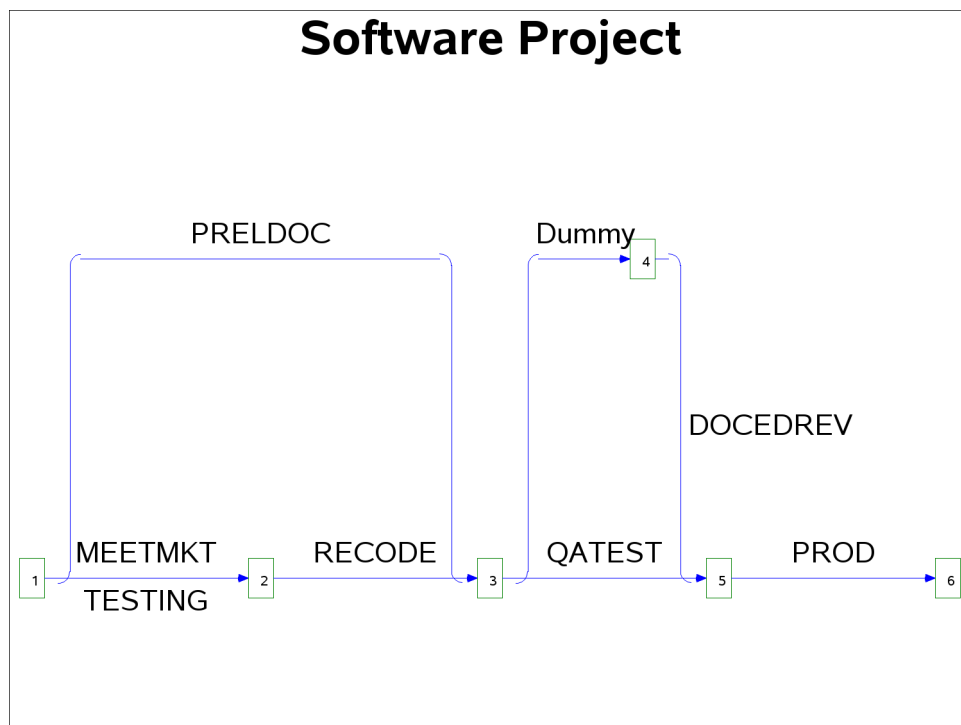 Software Project
PRELDOC
Dummy
4
DOCEDREV
MEETMKT
RECODE
QATEST
PROD
1
2
3
5
6
TESTING